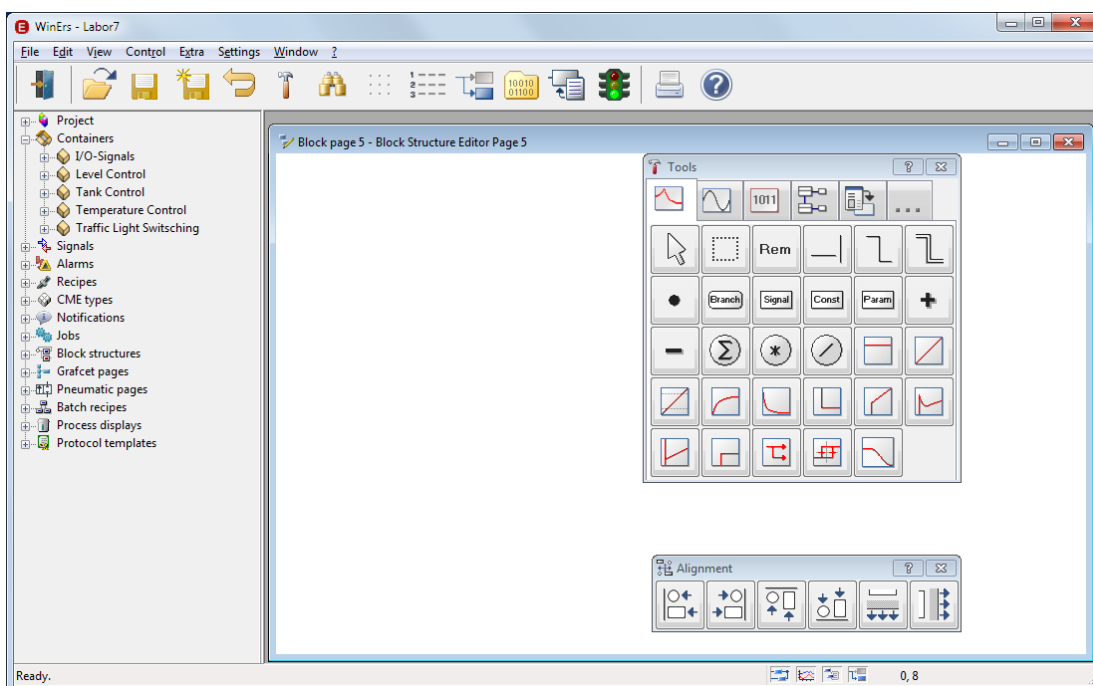 WinErs - Labor7
File Edit View Control Extra Settings Window ?
1
2
3
10010
01100
?
Project
Containers
I/O-Signals
Level Control
Tank Control
Temperature Control
Traffic Light Switsching
Signals
Alarms
Recipes
CME types
Notifications
Jobs
Block structures
Grafcet pages
Pneumatic pages
Batch recipes
Process displays
Protocol templates
Block page 5 - Block Structure Editor Page 5
Tools ?
1011 ...
Rem
Branch Signal Const Param
Σ
Alignment ?
Ready. 0, 8